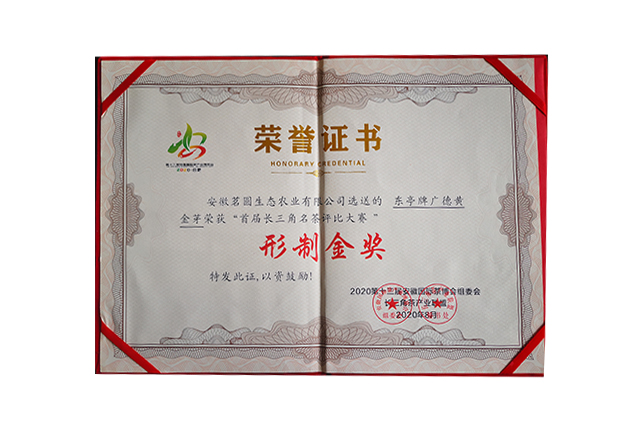 荣誉证书
HONORARY CREDENTIAL
安徽茗圆生态农业有限公司选送的 东亭牌广德黄
金芽荣获“首届长三角名茶评比大赛”
形制金奖
特发此证,以资鼓励!
2020第十三届安徽国际茶博会组委会
长三角茶产业联盟
2020年8月